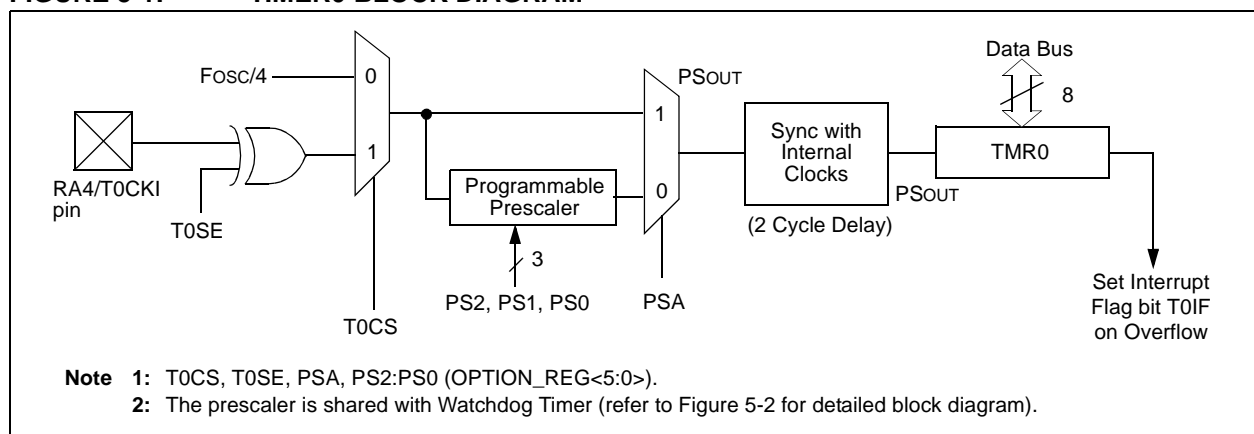 FIGURE 5-1: TIMER0 BLOCK DIAGRAM
Data Bus
8
FOSC/4
0
1
RA4/T0CKI
pin
T0SE
T0CS
Programmable
Prescaler
3
PS2, PS1, PS0
1
0
PSOUT
PSA
Sync with
Internal
Clocks
(2 Cycle Delay)
PSOUT
TMR0
Set Interrupt
Flag bit T0IF
on Overflow
Note 1: T0CS, T0SE, PSA, PS2:PS0 (OPTION_REG<5:0>).
2: The prescaler is shared with Watchdog Timer (refer to Figure 5-2 for detailed block diagram).